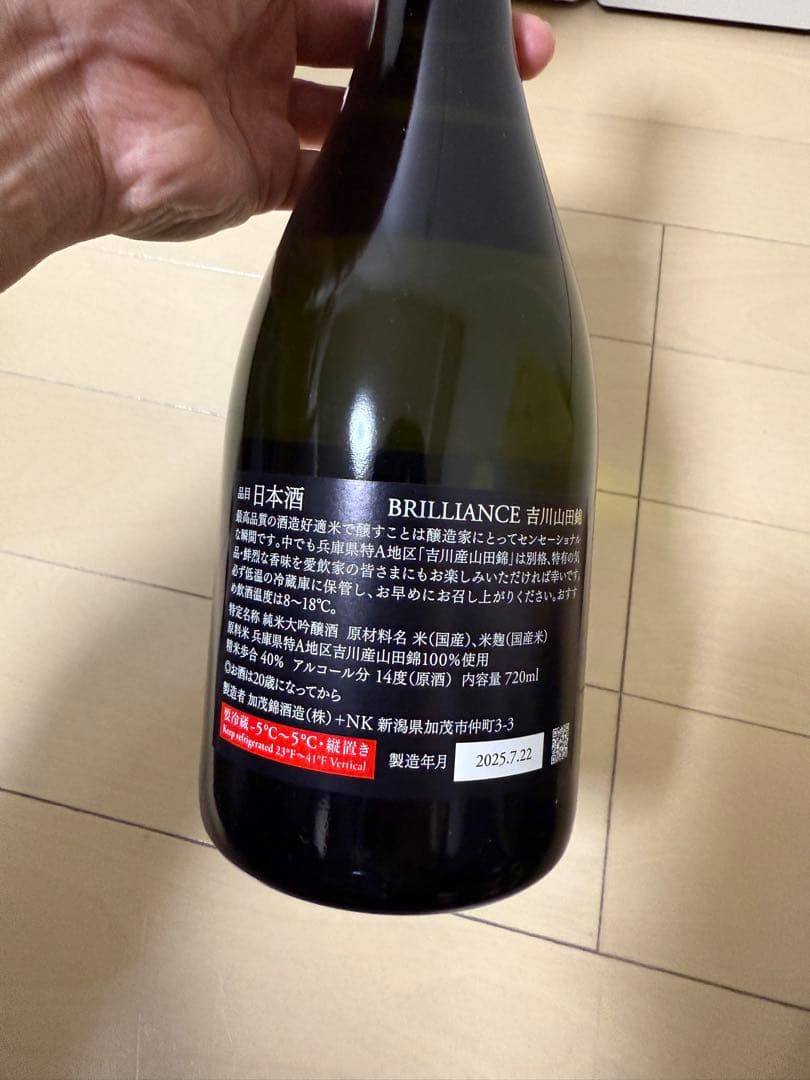 品目 日本酒 BRILLIANCE 吉川山田錦
最高品質の酒造好適米で醸すことは醸造家にとってセンセーショナル
な瞬間です。中でも兵庫県特A地区「吉川産山田錦」は別格、特有の気
品・鮮烈な香味を愛飲家の皆さまにもお楽しみいただければ幸いです。
必ず低温の冷蔵庫に保管し、お早めにお召し上がりください。おすす
め飲酒温度は8～18℃。
特定名称 純米大吟醸酒 原材料名 米(国産)、米麹(国産米)
原料米 兵庫県特A地区吉川産山田錦100%使用
精米歩合 40% アルコール分 14度(原酒) 内容量 720ml
◎お酒は20歳になってから
製造者 加茂錦酒造(株)+NK 新潟県加茂市仲町3-3
要冷蔵 -5℃～5℃・縦置き
Keep refrigerated 23°F～41°F Vertical
製造年月 2025.7.22